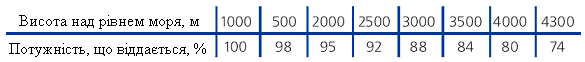 Висота над рівнем моря, м 1000 500 2000 2500 3000 3500 4000 4300
Потужність, що віддається, % 100 98 95 92 88 84 80 74